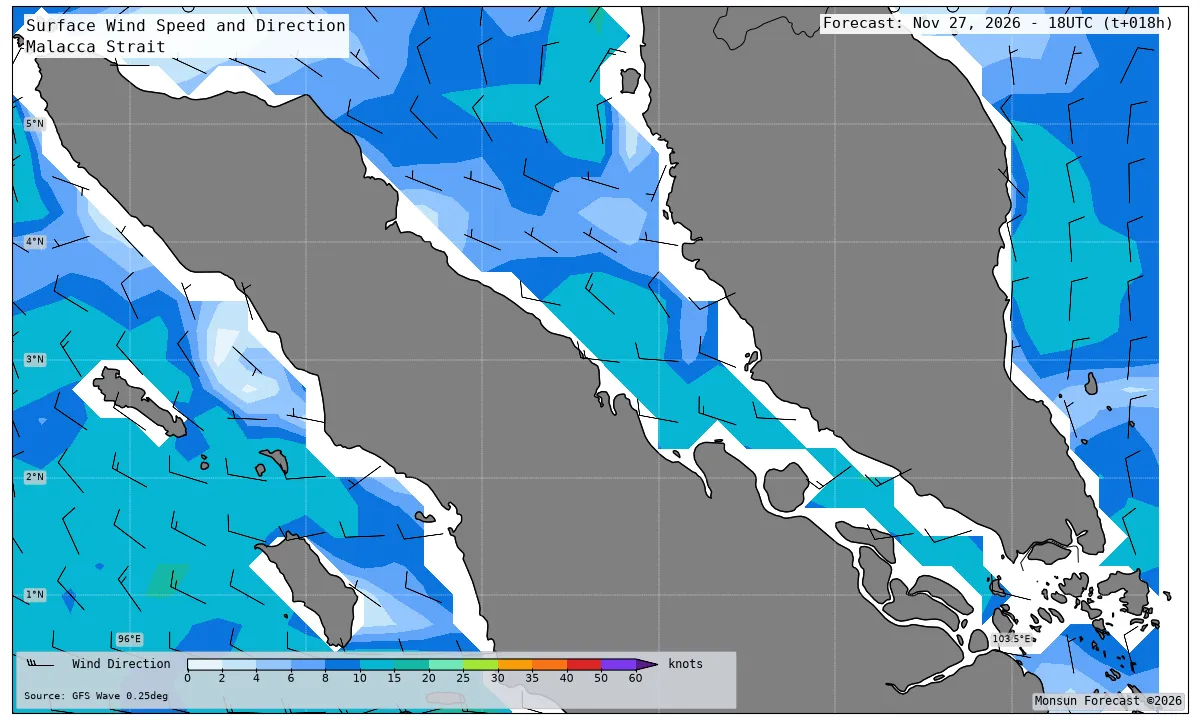 Surface Wind Speed and Direction
Malacca Strait
Forecast: Nov 27, 2026 - 18UTC (t+018h)
5°N
4°N
3°N
2°N
1°N
96°E
103.5°E
Wind Direction
knots
0 2 4 6 8 10 15 20 25 30 35 40 50 60
Source: GFS Wave 0.25deg
Monsun Forecast ©2026